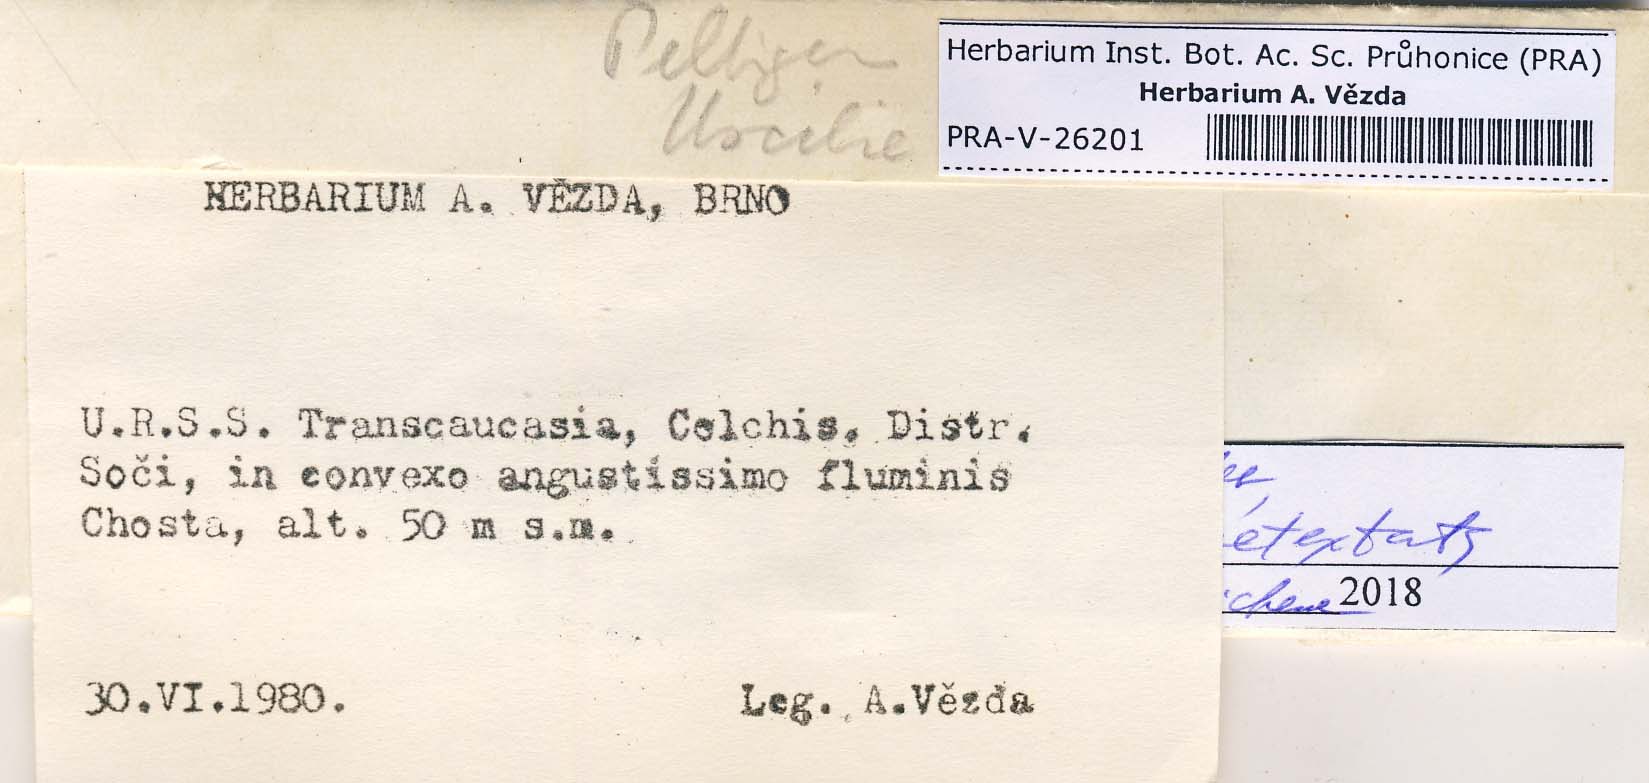 Herbarium Inst. Bot. Ac. Sc. Průhonice (PRA)
Herbarium A. Vězda
PRA-V-26201
HERBARIUM A. VĚZDA, BRNO
U.R.S.S. Transcaucasia, Colchis. Distr.
Soči, in convexo angustissimo fluminis
Chosta, alt. 50 m s.m.
2018
30.VI.1980.
Leg. A.Vězda